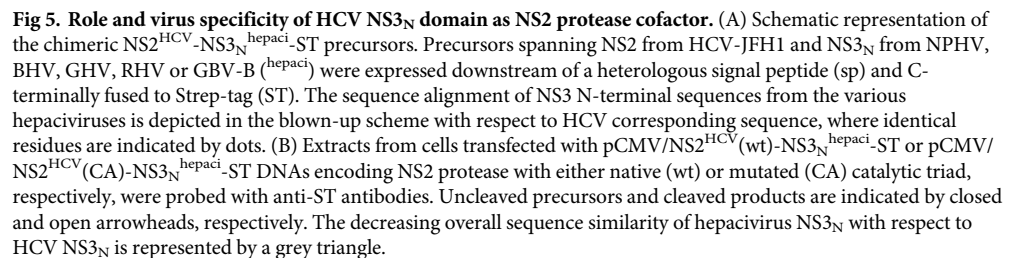 Fig 5. Role and virus specificity of HCV NS3N domain as NS2 protease cofactor. (A) Schematic representation of
the chimeric NS2HCV-NS3Nhepaci-ST precursors. Precursors spanning NS2 from HCV-JFH1 and NS3N from NPHV,
BHV, GHV, RHV or GBV-B (hepaci) were expressed downstream of a heterologous signal peptide (sp) and C-
terminally fused to Strep-tag (ST). The sequence alignment of NS3 N-terminal sequences from the various
hepaciviruses is depicted in the blown-up scheme with respect to HCV corresponding sequence, where identical
residues are indicated by dots. (B) Extracts from cells transfected with pCMV/NS2HCV(wt)-NS3Nhepaci-ST or pCMV/
NS2HCV(CA)-NS3Nhepaci-ST DNAs encoding NS2 protease with either native (wt) or mutated (CA) catalytic triad,
respectively, were probed with anti-ST antibodies. Uncleaved precursors and cleaved products are indicated by closed
and open arrowheads, respectively. The decreasing overall sequence similarity of hepacivirus NS3N with respect to
HCV NS3N is represented by a grey triangle.